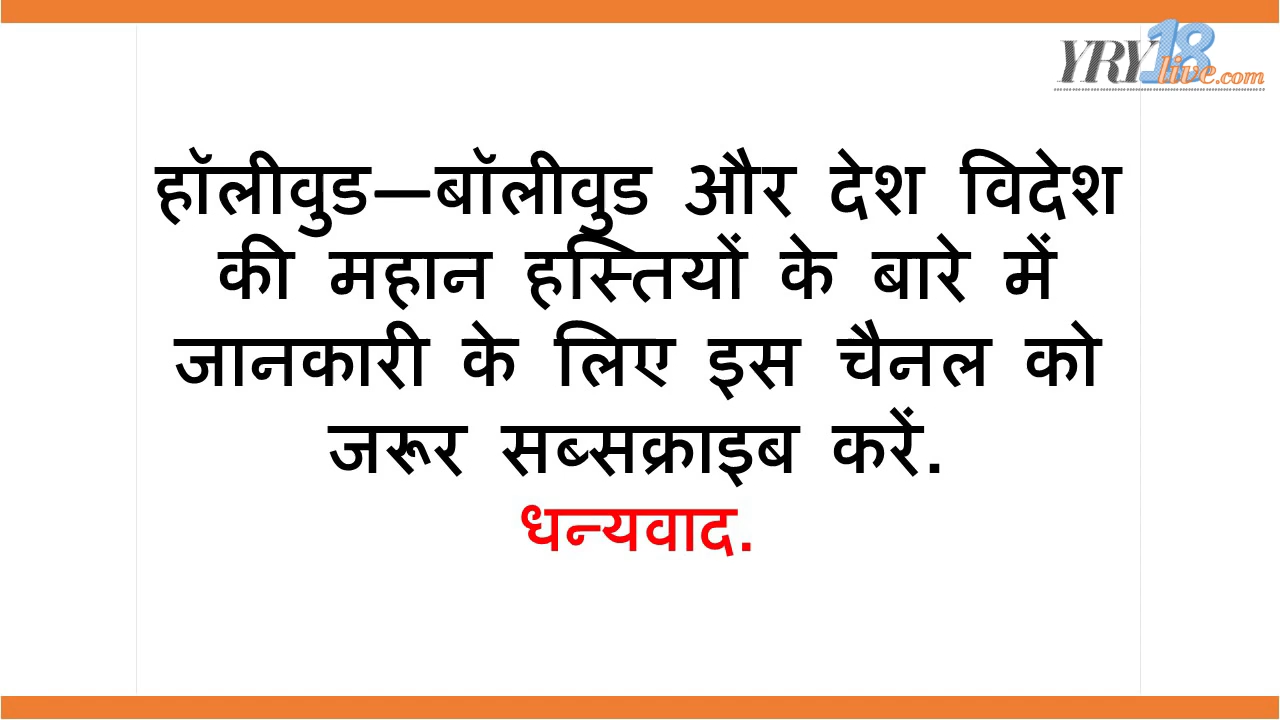 YRY18live.com
हॉलीवुड—बॉलीवुड और देश विदेश
की महान हस्तियों के बारे में
जानकारी के लिए इस चैनल को
जरूर सब्सक्राइब करें.
धन्यवाद.